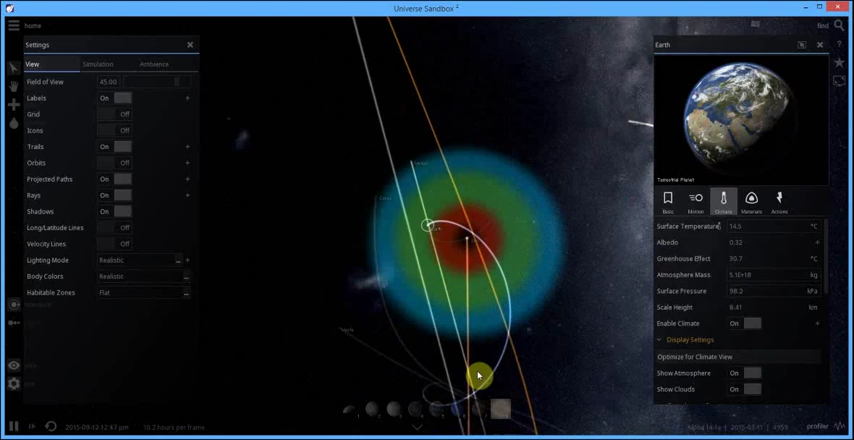 Universe Sandbox ²
home
find
Settings
View Simulation Ambience
Field of View 45.00
Labels On
Grid Off
Icons Off
Trails On
Orbits Off
Projected Paths On
Rays On
Shadows On
Long/Latitude Lines Off
Velocity Lines Off
Lighting Mode Realistic
Body Colors Realistic
Habitable Zones Flat
Earth
Terrestrial Planet
Basic Motion Climate Materials Actions
Surface Temperature 14.5 °C
Albedo 0.32
Greenhouse Effect 30.7 °C
Atmosphere Mass 5.1E+18 kg
Surface Pressure 98.2 kPa
Scale Height 8.41 km
Enable Climate On
Display Settings
Optimize for Climate View
Show Atmosphere On
Show Clouds On
10.2 hours per frame
profiler